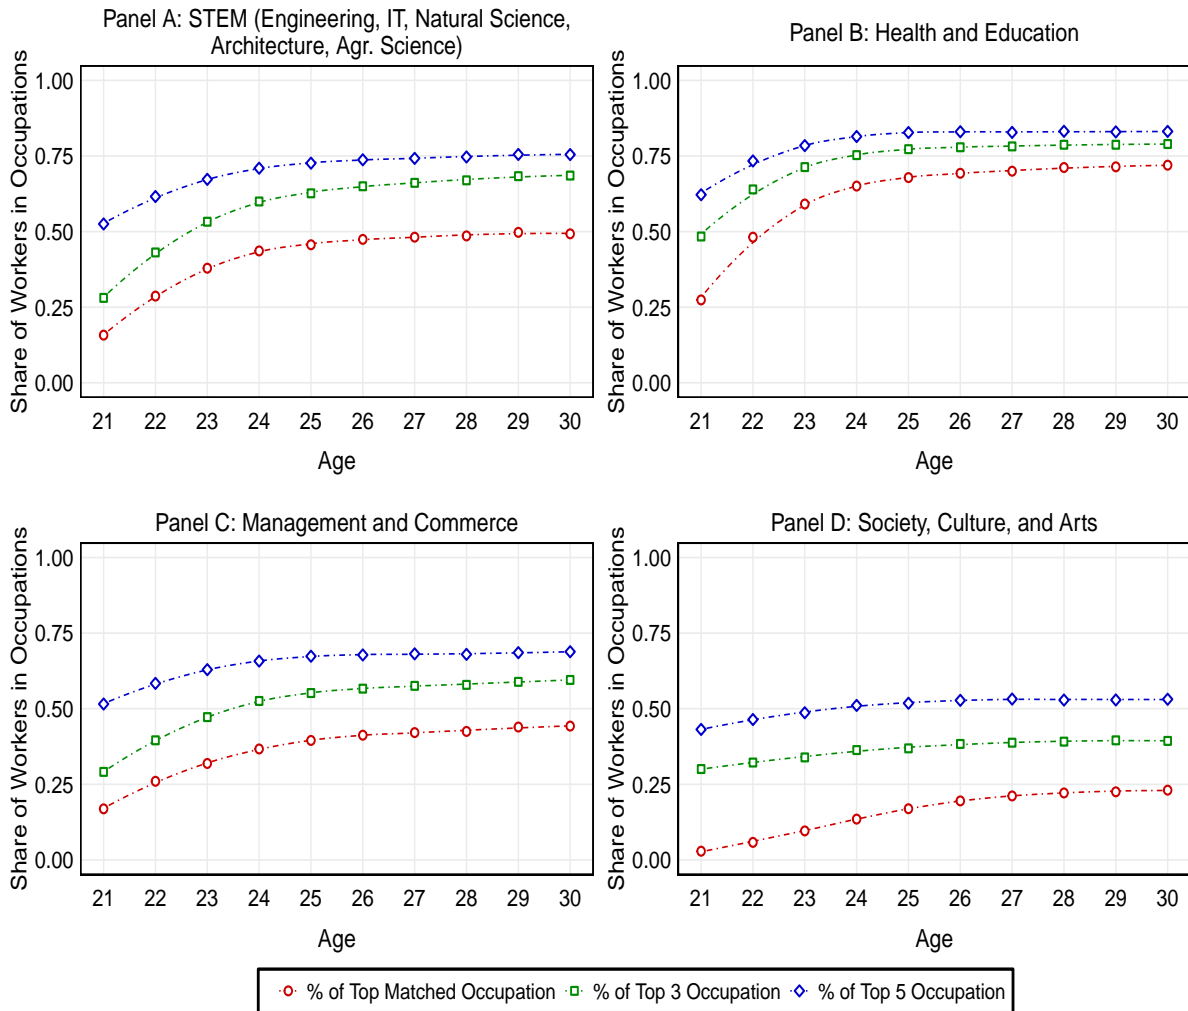 Panel A: STEM (Engineering, IT, Natural Science,
Architecture, Agr. Science)
Share of Workers in Occupations
1.00
0.75
0.50
0.25
0.00
21 22 23 24 25 26 27 28 29 30
Age
Panel B: Health and Education
Share of Workers in Occupations
1.00
0.75
0.50
0.25
0.00
21 22 23 24 25 26 27 28 29 30
Age
Panel C: Management and Commerce
Share of Workers in Occupations
1.00
0.75
0.50
0.25
0.00
21 22 23 24 25 26 27 28 29 30
Age
Panel D: Society, Culture, and Arts
Share of Workers in Occupations
1.00
0.75
0.50
0.25
0.00
21 22 23 24 25 26 27 28 29 30
Age
% of Top Matched Occupation % of Top 3 Occupation % of Top 5 Occupation